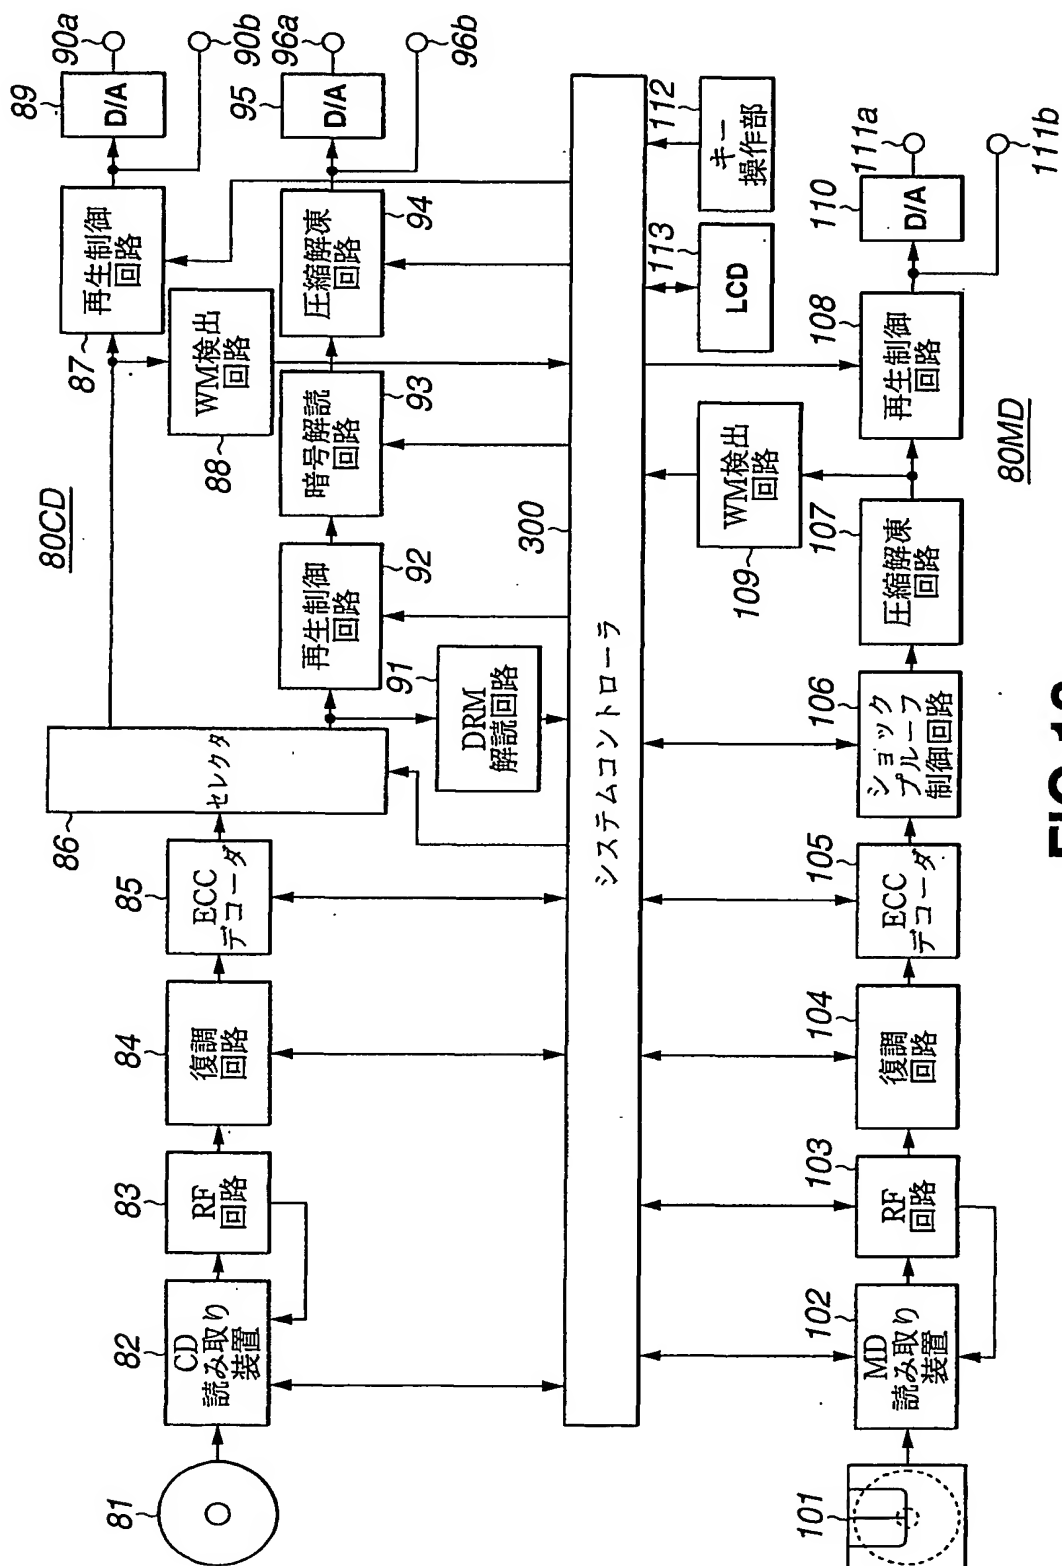 80CD
81
82
CD
読み取り
装置
83
RF
回路
84
復調
回路
85
ECC
デコーダ
86
セレクタ
87
再生制御
回路
88
WM検出
回路
89
D/A
90a
90b
91
DRM
解読回路
92
再生制御
回路
93
暗号解読
回路
94
圧縮解凍
回路
95
D/A
96a
96b
300
システムコントローラ
113
LCD
112
キー
操作部
80MD
101
102
MD
読み取り
装置
103
RF
回路
104
復調
回路
105
ECC
デコーダ
106
ショック
プルーフ
制御回路
107
圧縮解凍
回路
109
WM検出
回路
108
再生制御
回路
110
D/A
111a
111b